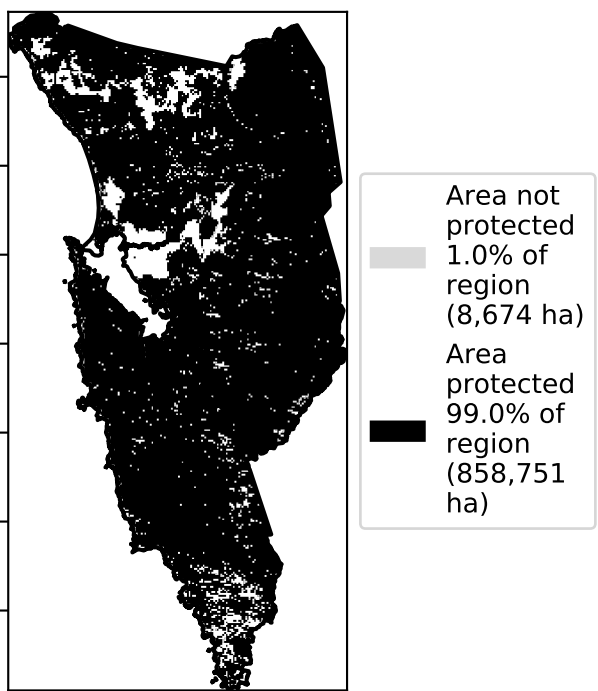 Area not
protected
1.0% of
region
(8,674 ha)
Area
protected
99.0% of
region
(858,751
ha)